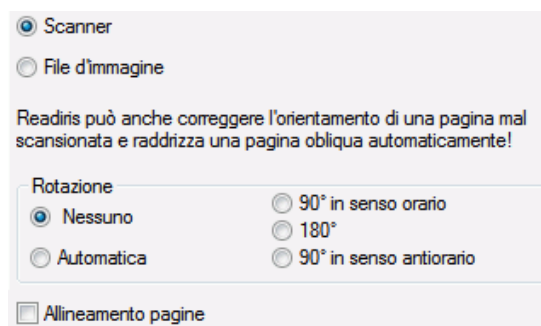 Scanner
File d'immagine
Readiris può anche correggere l'orientamento di una pagina mal
scansionata e raddrizza una pagina obliqua automaticamente!
Rotazione
Nessuno
Automatica
90° in senso orario
180°
90° in senso antiorario
Allineamento pagine